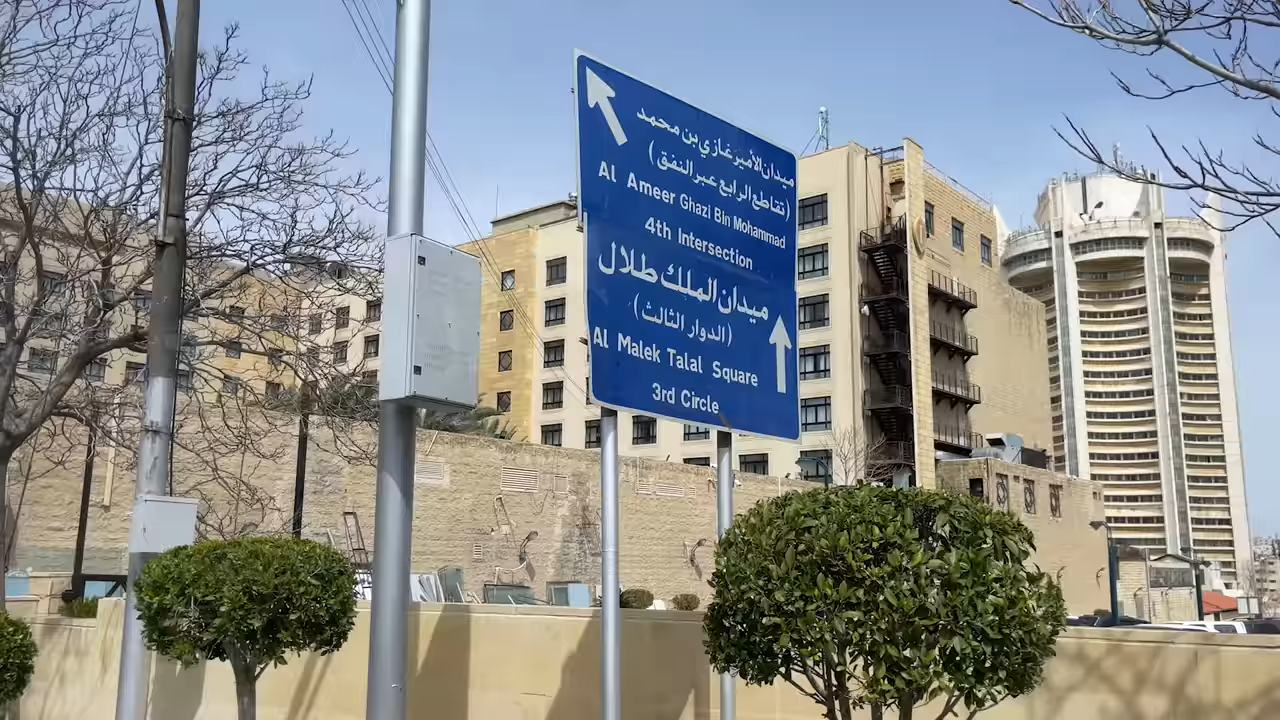 ميدان الأمير غازي بن محمد
(تقاطع الرابع عبر النفق)
Al Ameer Ghazi Bin Mohammad
4th Intersection
ميدان الملك طلال
(الدوار الثالث)
Al Malek Talal Square
3rd Circle